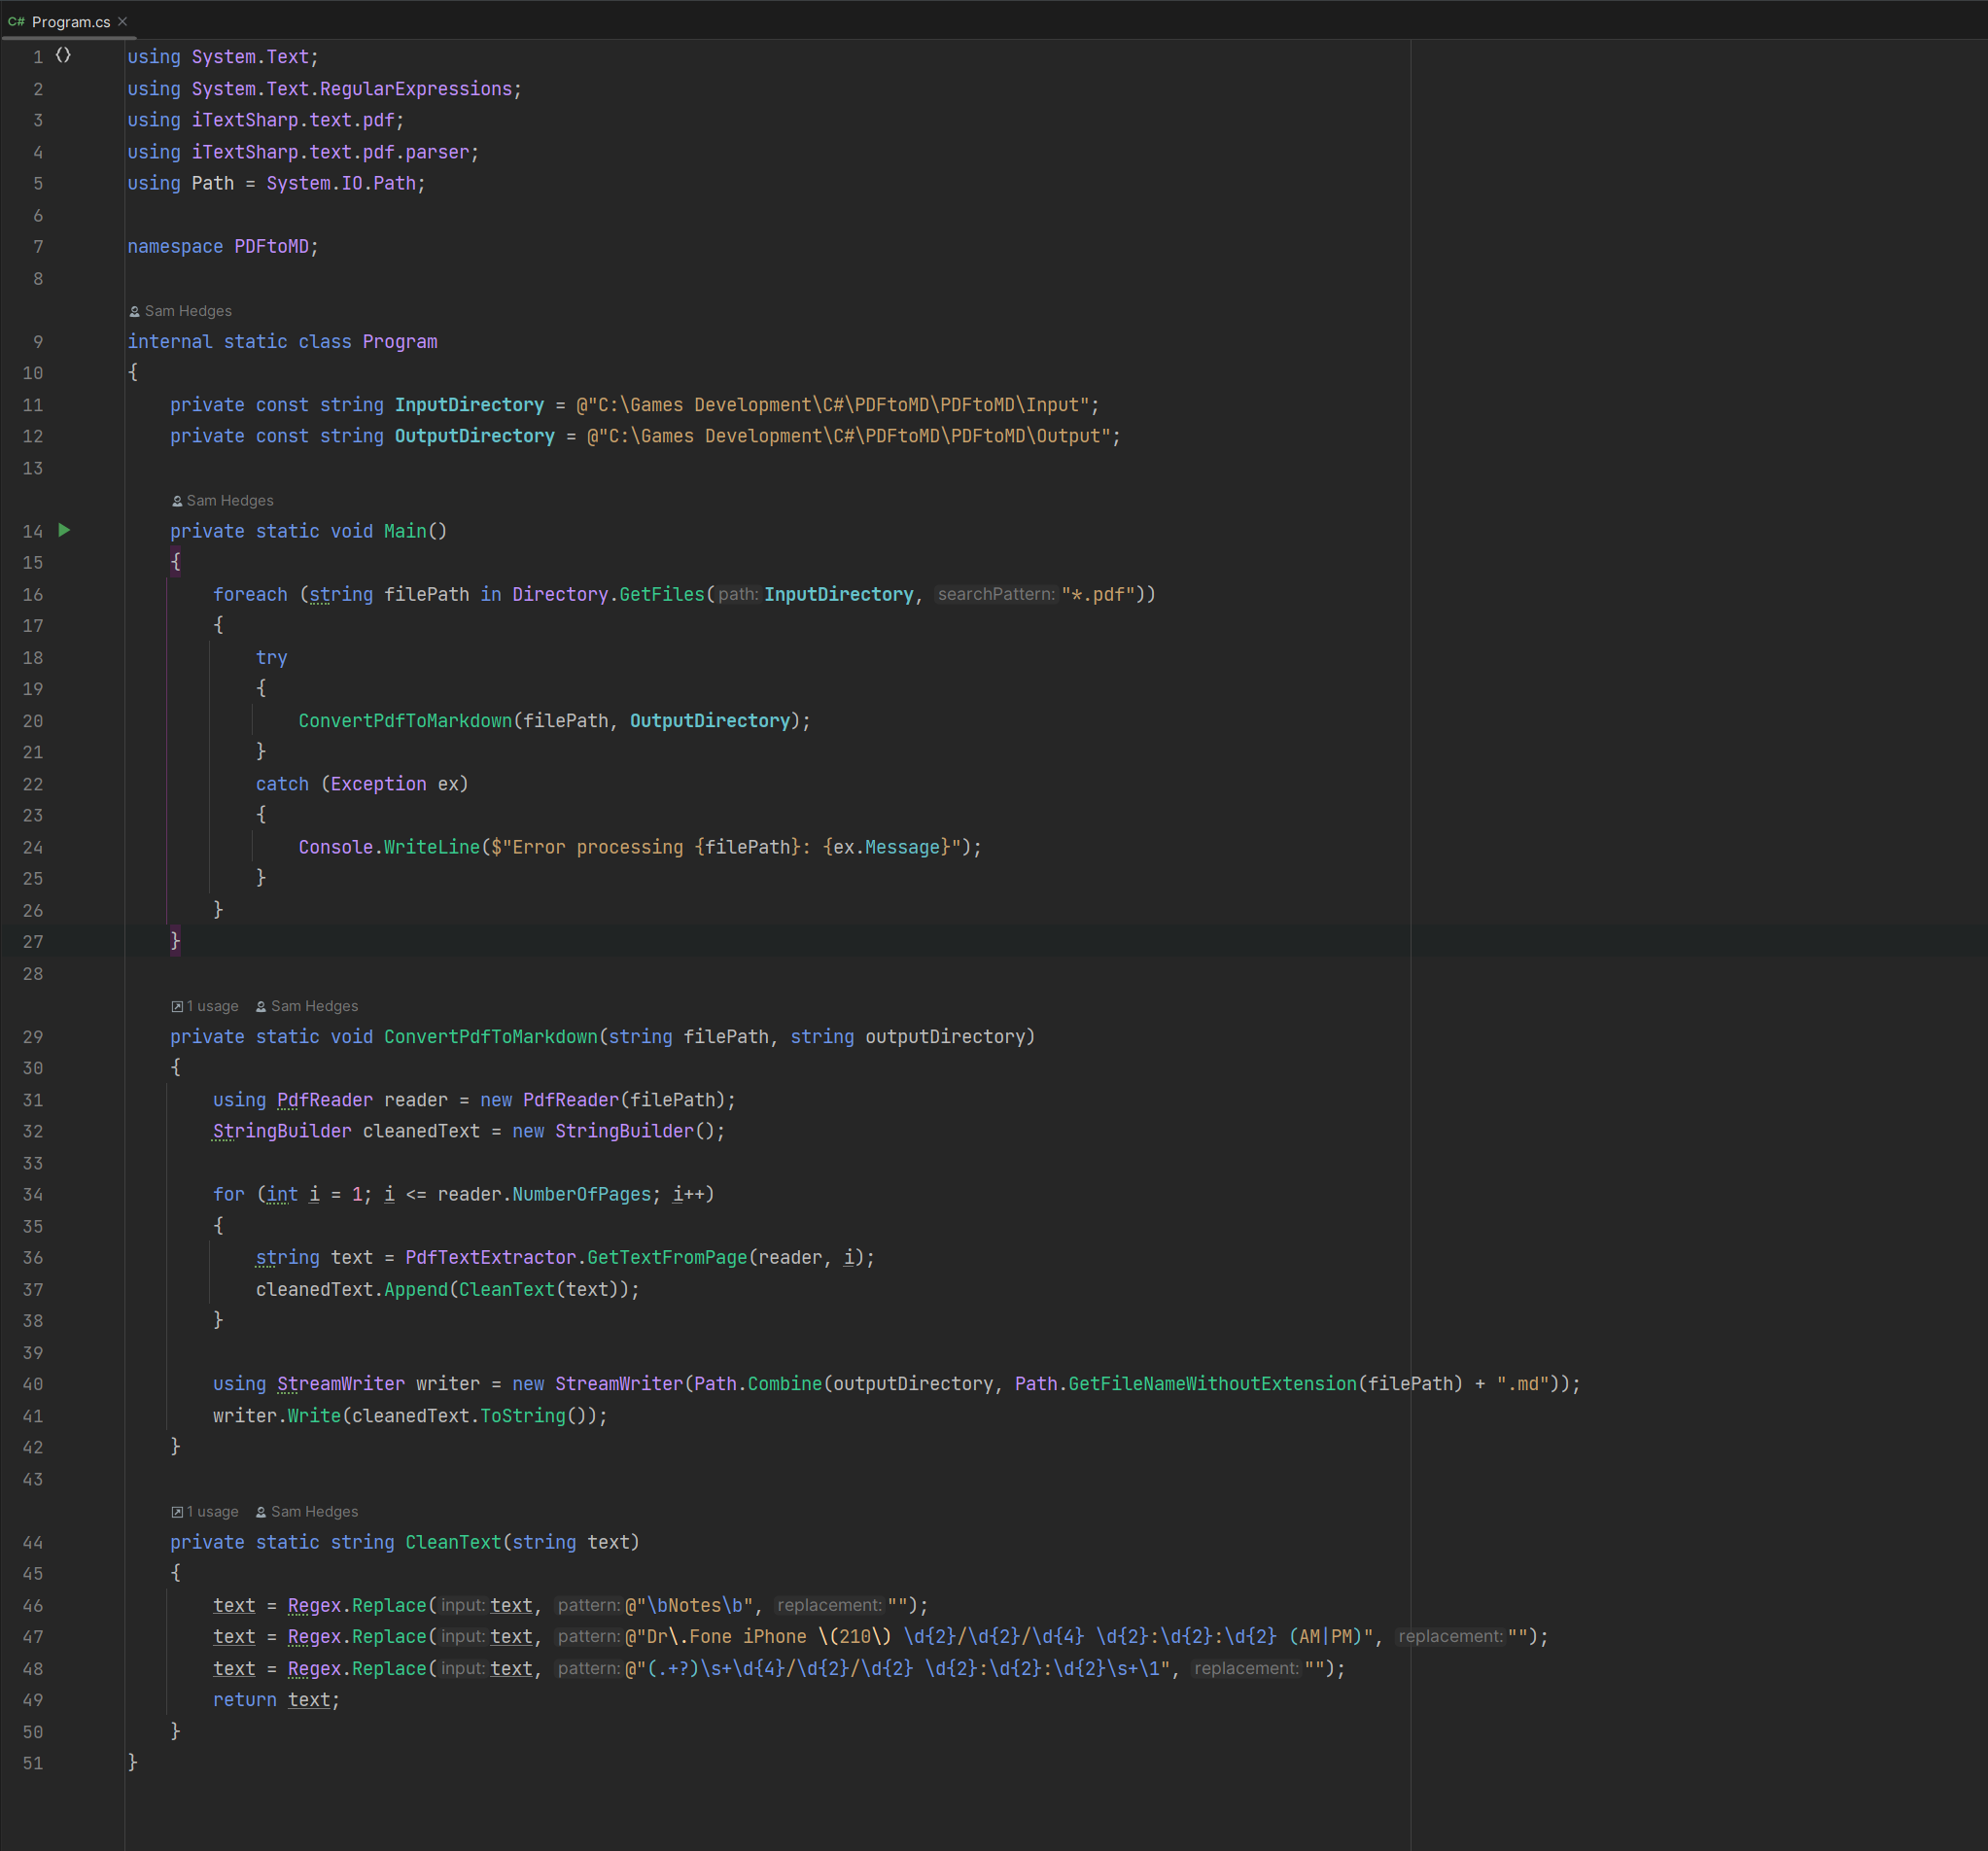 C# Program.cs
1 using System.Text;
2 using System.Text.RegularExpressions;
3 using iTextSharp.text.pdf;
4 using iTextSharp.text.pdf.parser;
5 using Path = System.IO.Path;
6
7 namespace PDFtoMD;
8
Sam Hedges
9 internal static class Program
10 {
11     private const string InputDirectory = @"C:\Games Development\C#\PDFtoMD\PDFtoMD\Input";
12     private const string OutputDirectory = @"C:\Games Development\C#\PDFtoMD\PDFtoMD\Output";
13
Sam Hedges
14     private static void Main()
15     {
16         foreach (string filePath in Directory.GetFiles(path: InputDirectory, searchPattern: "*.pdf"))
17         {
18             try
19             {
20                 ConvertPdfToMarkdown(filePath, OutputDirectory);
21             }
22             catch (Exception ex)
23             {
24                 Console.WriteLine($"Error processing {filePath}: {ex.Message}");
25             }
26         }
27     }
28
1 usage Sam Hedges
29     private static void ConvertPdfToMarkdown(string filePath, string outputDirectory)
30     {
31         using PdfReader reader = new PdfReader(filePath);
32         StringBuilder cleanedText = new StringBuilder();
33
34         for (int i = 1; i <= reader.NumberOfPages; i++)
35         {
36             string text = PdfTextExtractor.GetTextFromPage(reader, i);
37             cleanedText.Append(CleanText(text));
38         }
39
40         using StreamWriter writer = new StreamWriter(Path.Combine(outputDirectory, Path.GetFileNameWithoutExtension(filePath) + ".md"));
41         writer.Write(cleanedText.ToString());
42     }
43
1 usage Sam Hedges
44     private static string CleanText(string text)
45     {
46         text = Regex.Replace(input: text, pattern: @"\bNotes\b", replacement: "");
47         text = Regex.Replace(input: text, pattern: @"Dr\.Fone iPhone \(210\) \d{2}/\d{2}/\d{4} \d{2}:\d{2}:\d{2} (AM|PM)", replacement: "");
48         text = Regex.Replace(input: text, pattern: @"(.+?)\s+\d{4}/\d{2}/\d{2} \d{2}:\d{2}:\d{2}\s+\1", replacement: "");
49         return text;
50     }
51 }